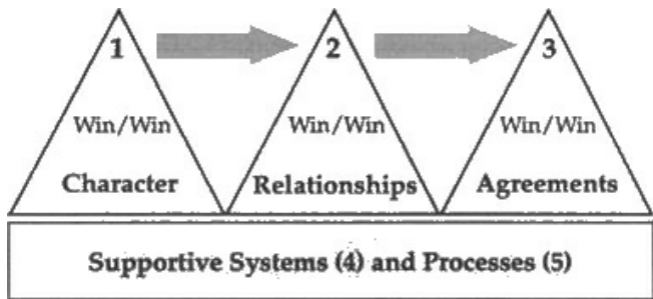 1 2 3
Win/Win Win/Win Win/Win
Character Relationships Agreements
Supportive Systems (4) and Processes (5)